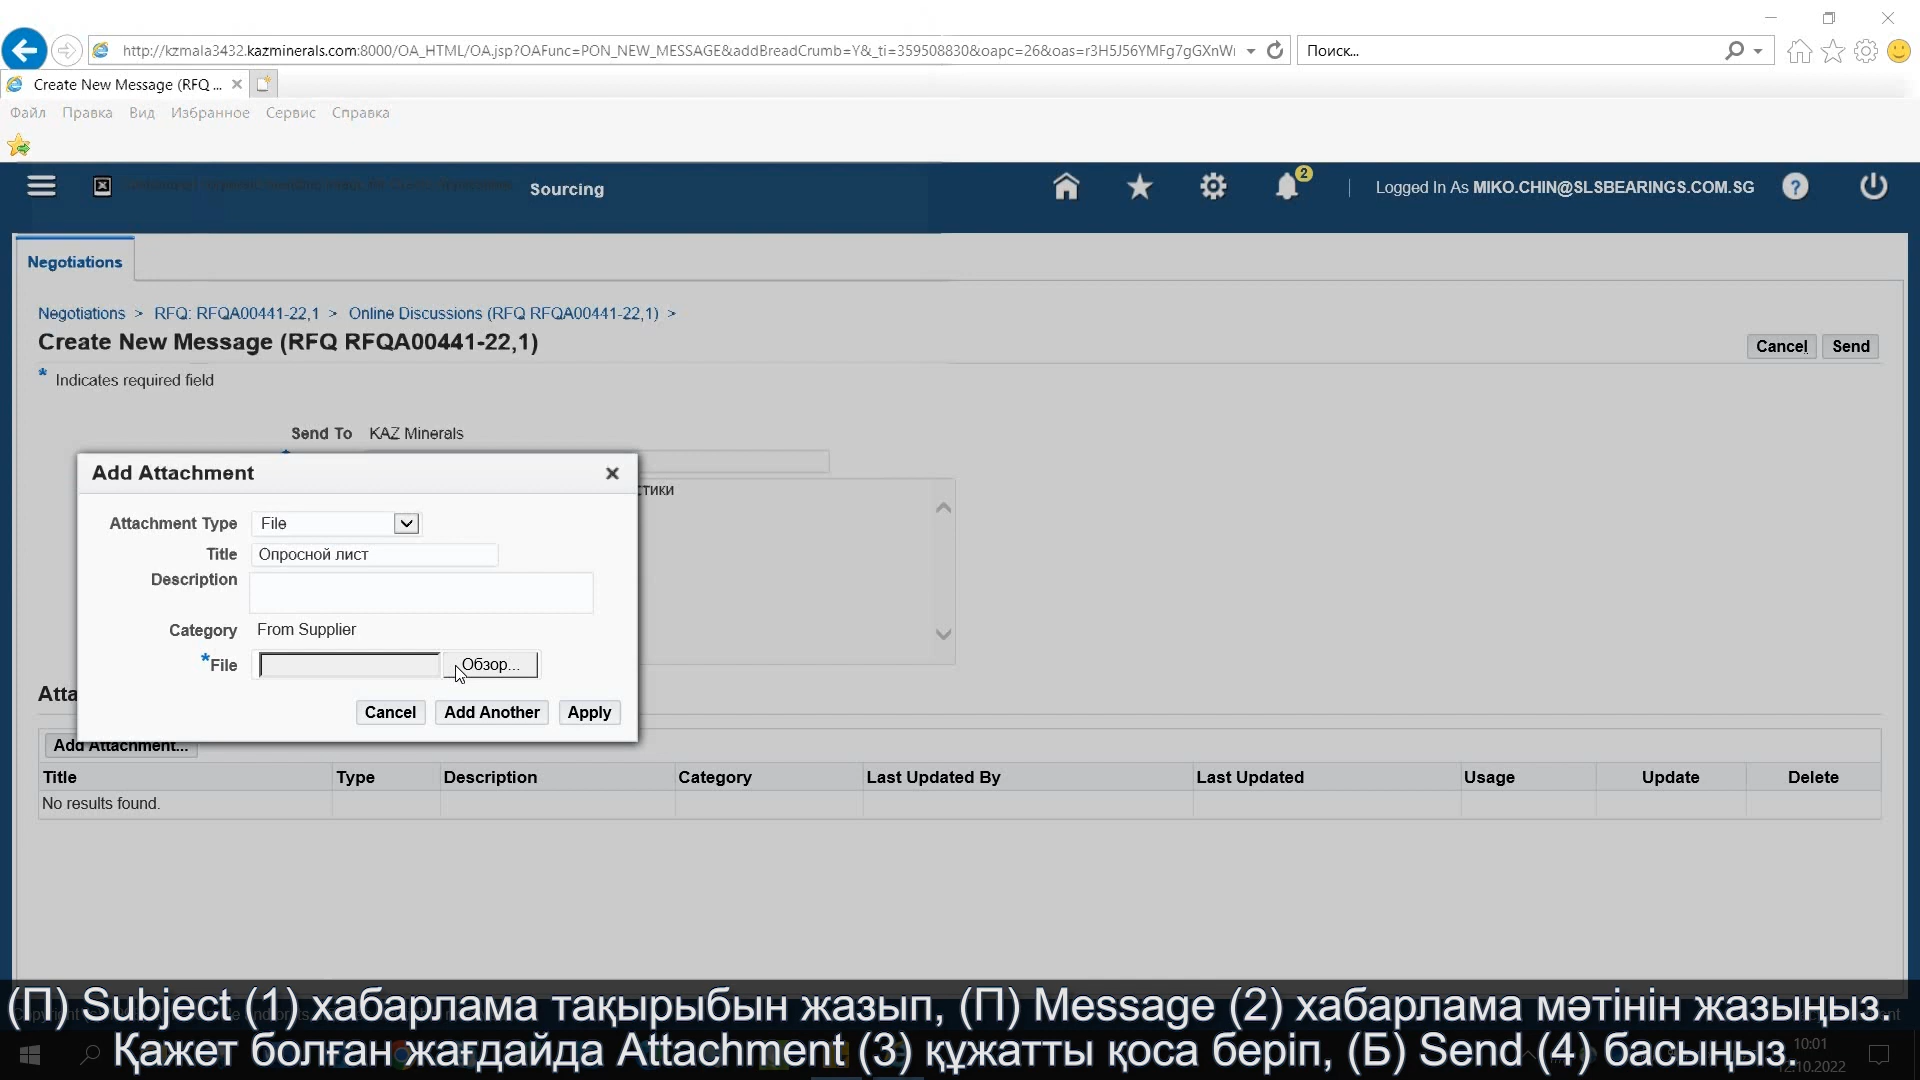 http://kzmala3432.kazminerals.com:8000/OA_HTML/OA.jsp?OAFunc=PON_NEW_MESSAGE&addBreadCrumb=Y&_ti=359508830&oapc=26&oas=r3H5J56YMFg7gGXnW
Поиск...
Create New Message (RFQ ...
Файл Правка Вид Избранное Сервис Справка
Sourcing
2
Logged In As MIKO.CHIN@SLSBEARINGS.COM.SG
?
Negotiations
Negotiations > RFQ: RFQA00441-22,1 > Online Discussions (RFQ RFQA00441-22,1) >
Create New Message (RFQ RFQA00441-22,1)
Cancel Send
* Indicates required field
Send To KAZ Minerals
стики
Add Attachment
Attachment Type File
Title Опросной лист
Description
Category From Supplier
* File Обзор...
Cancel Add Another Apply
Atta
Add Attachment...
Title Type Description Category Last Updated By Last Updated Usage Update Delete
No results found.
(П) Subject (1) хабарлама тақырыбын жазып, (П) Message (2) хабарлама мәтінін жазыңыз.
Қажет болған жағдайда Attachment (3) құжатты қоса беріп, (Б) Send (4) басыңыз.
10:01
12.10.2022